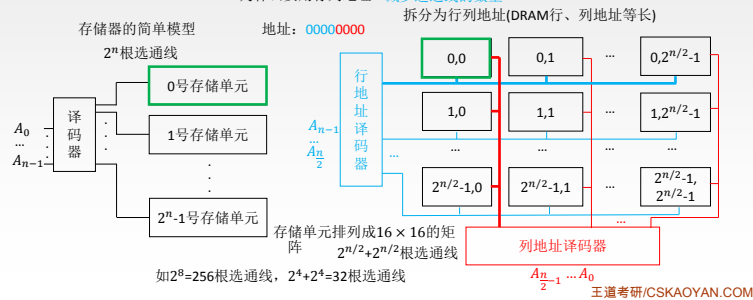 拆分为行列地址(DRAM行、列地址等长)
存储器的简单模型
地址：00000000
2ⁿ根选通线
0号存储单元
1号存储单元
.
.
.
2ⁿ-1号存储单元
译码器
A₀
...
Aₙ₋₁
行地址译码器
Aₙ₋₁
...
A_{n/2}
0,0
0,1
...
0,2^{n/2}-1
1,0
1,1
...
1,2^{n/2}-1
...
...
...
...
2^{n/2}-1,0
2^{n/2}-1,1
...
2^{n/2}-1,
2^{n/2}-1
...
列地址译码器
A_{n/2-1} ...A₀
存储单元排列成16 × 16的矩
阵
2^{n/2}+2^{n/2}根选通线
如2⁸=256根选通线，2⁴+2⁴=32根选通线
王道考研/CSKAOYAN.COM